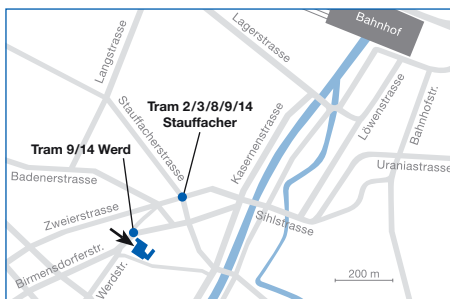 Bahnhof
Lagerstrasse
Langstrasse
Tram 2/3/8/9/14
Stauffacher
Stauffacherstrasse
Kasernenstrasse
Löwenstrasse
Bahnhofstr.
Tram 9/14 Werd
Uraniastrasse
Badenerstrasse
Zweierstrasse
Sihlstrasse
Birmensdorferstr.
Werdstr.
200 m